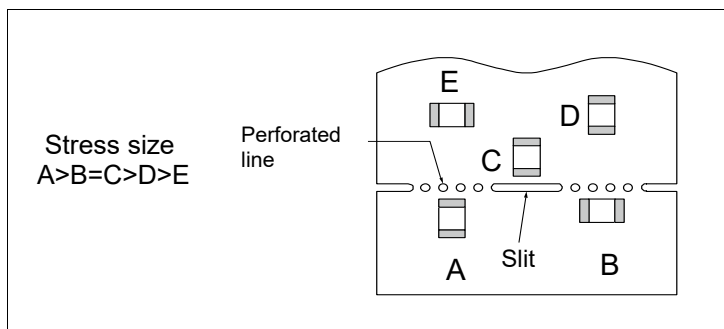 E
D
Perforated
line
Stress size
A>B=C>D>E
C
A
Slit
B